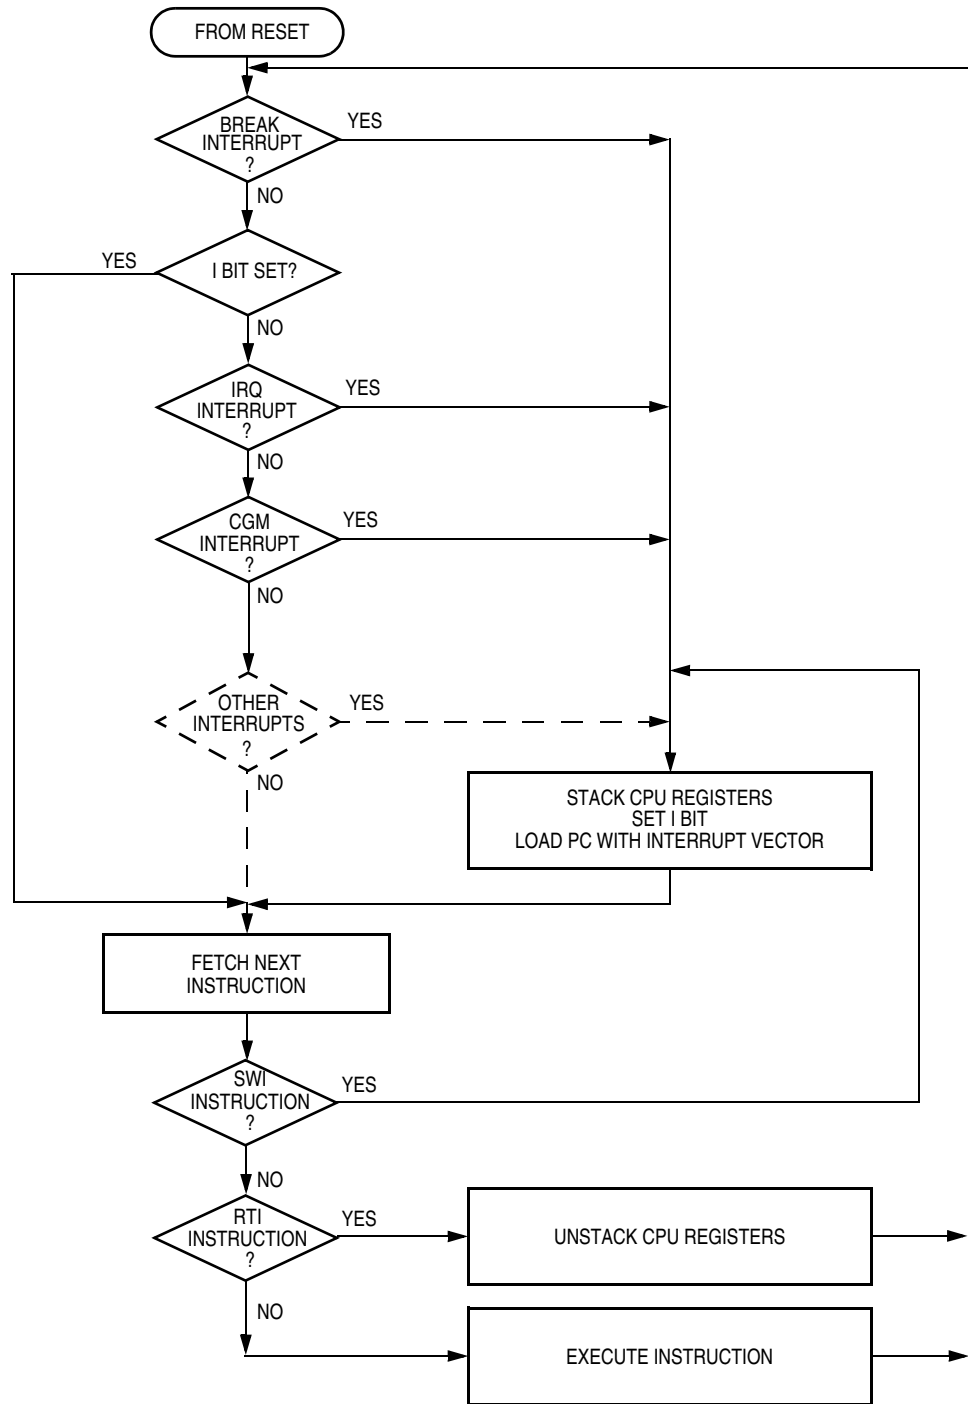 FROM RESET
BREAK
INTERRUPT
?
YES
NO
YES
I BIT SET?
NO
IRQ
INTERRUPT
?
YES
NO
CGM
INTERRUPT
?
YES
NO
OTHER
INTERRUPTS
?
YES
NO
STACK CPU REGISTERS
SET I BIT
LOAD PC WITH INTERRUPT VECTOR
FETCH NEXT
INSTRUCTION
SWI
INSTRUCTION
?
YES
NO
RTI
INSTRUCTION
?
YES
UNSTACK CPU REGISTERS
NO
EXECUTE INSTRUCTION